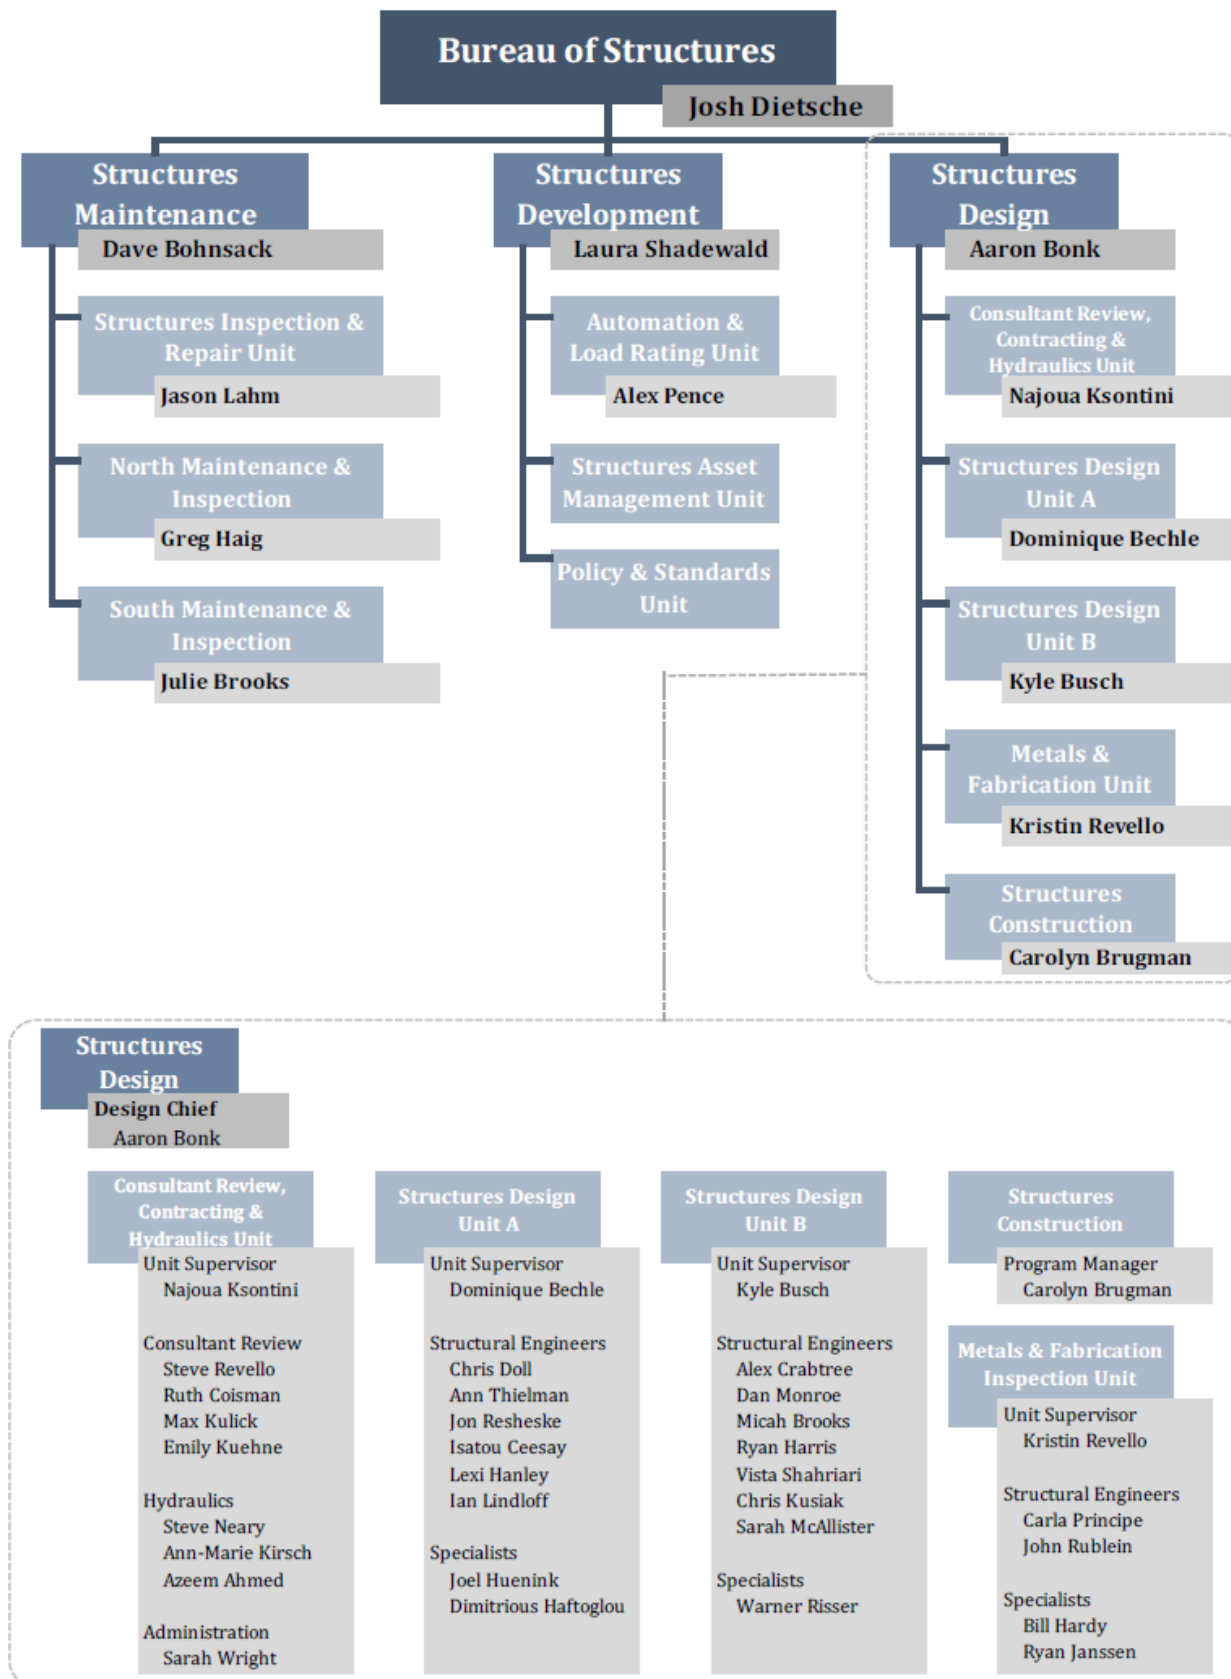 Bureau of Structures
Josh Dietsche
Structures
Maintenance
Dave Bohnsack
Structures Inspection &
Repair Unit
Jason Lahm
North Maintenance &
Inspection
Greg Haig
South Maintenance &
Inspection
Julie Brooks
Structures
Development
Laura Shadewald
Automation &
Load Rating Unit
Alex Pence
Structures Asset
Management Unit
Policy & Standards
Unit
Structures
Design
Aaron Bonk
Consultant Review,
Contracting &
Hydraulics Unit
Najoua Ksontini
Structures Design
Unit A
Dominique Bechle
Structures Design
Unit B
Kyle Busch
Metals &
Fabrication Unit
Kristin Revello
Structures
Construction
Carolyn Brugman
Structures
Design
Design Chief
Aaron Bonk
Consultant Review,
Contracting &
Hydraulics Unit
Unit Supervisor
Najoua Ksontini
Consultant Review
Steve Revello
Ruth Coisman
Max Kulick
Emily Kuehne
Hydraulics
Steve Neary
Ann-Marie Kirsch
Azeem Ahmed
Administration
Sarah Wright
Structures Design
Unit A
Unit Supervisor
Dominique Bechle
Structural Engineers
Chris Doll
Ann Thielman
Jon Resheske
Isatou Ceesay
Lexi Hanley
Ian Lindloff
Specialists
Joel Huenink
Dimitrious Haftoglou
Structures Design
Unit B
Unit Supervisor
Kyle Busch
Structural Engineers
Alex Crabtree
Dan Monroe
Micah Brooks
Ryan Harris
Vista Shahriari
Chris Kusiak
Sarah McAllister
Specialists
Warner Risser
Structures
Construction
Program Manager
Carolyn Brugman
Metals & Fabrication
Inspection Unit
Unit Supervisor
Kristin Revello
Structural Engineers
Carla Principe
John Rublein
Specialists
Bill Hardy
Ryan Janssen